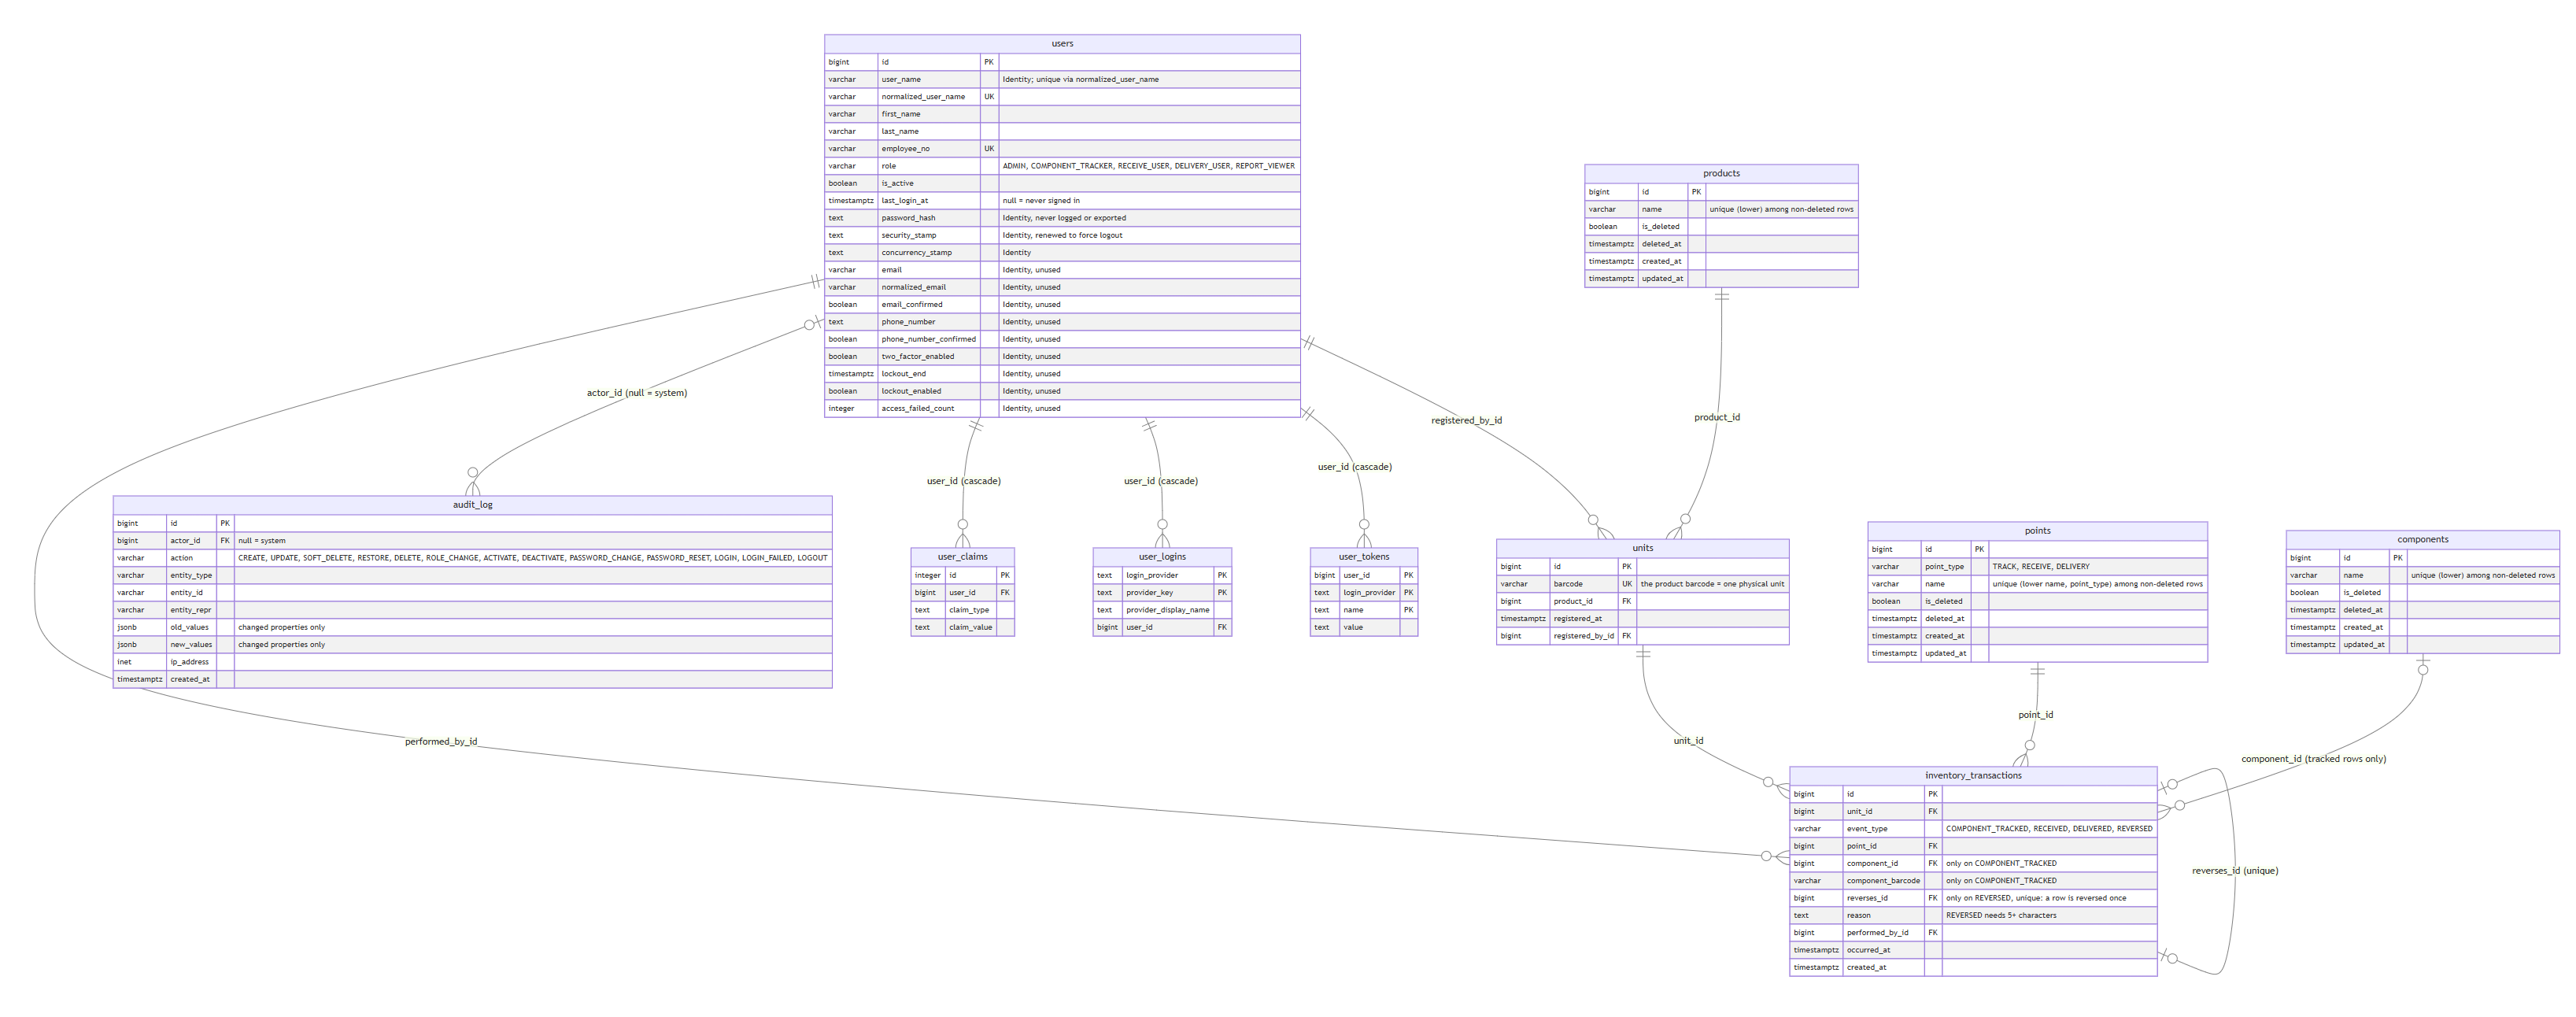 users
bigint id PK
varchar user_name Identity; unique via normalized_user_name
varchar normalized_user_name UK
varchar first_name
varchar last_name
varchar employee_no UK
varchar role ADMIN, COMPONENT_TRACKER, RECEIVE_USER, DELIVERY_USER, REPORT_VIEWER
boolean is_active
timestamptz last_login_at null = never signed in
text password_hash Identity, never logged or exported
text security_stamp Identity, renewed to force logout
text concurrency_stamp Identity
varchar email Identity, unused
varchar normalized_email Identity, unused
boolean email_confirmed Identity, unused
text phone_number Identity, unused
boolean phone_number_confirmed Identity, unused
boolean two_factor_enabled Identity, unused
timestamptz lockout_end Identity, unused
boolean lockout_enabled Identity, unused
integer access_failed_count Identity, unused
products
bigint id PK
varchar name unique (lower) among non-deleted rows
boolean is_deleted
timestamptz deleted_at
timestamptz created_at
timestamptz updated_at
actor_id (null = system)
registered_by_id
product_id
user_id (cascade)
user_id (cascade)
user_id (cascade)
audit_log
bigint id PK
bigint actor_id FK null = system
varchar action CREATE, UPDATE, SOFT_DELETE, RESTORE, DELETE, ROLE_CHANGE, ACTIVATE, DEACTIVATE, PASSWORD_CHANGE, PASSWORD_RESET, LOGIN, LOGIN_FAILED, LOGOUT
varchar entity_type
varchar entity_id
varchar entity_repr
jsonb old_values changed properties only
jsonb new_values changed properties only
inet ip_address
timestamptz created_at
user_claims
integer id PK
bigint user_id FK
text claim_type
text claim_value
user_logins
text login_provider PK
text provider_key PK
text provider_display_name
bigint user_id FK
user_tokens
bigint user_id PK
text login_provider PK
text name PK
text value
units
bigint id PK
varchar barcode UK the product barcode = one physical unit
bigint product_id FK
timestamptz registered_at
bigint registered_by_id FK
points
bigint id PK
varchar point_type TRACK, RECEIVE, DELIVERY
varchar name unique (lower name, point_type) among non-deleted rows
boolean is_deleted
timestamptz deleted_at
timestamptz created_at
timestamptz updated_at
components
bigint id PK
varchar name unique (lower) among non-deleted rows
boolean is_deleted
timestamptz deleted_at
timestamptz created_at
timestamptz updated_at
performed_by_id
unit_id
point_id
component_id (tracked rows only)
inventory_transactions
bigint id PK
bigint unit_id FK
varchar event_type COMPONENT_TRACKED, RECEIVED, DELIVERED, REVERSED
bigint point_id FK
bigint component_id FK only on COMPONENT_TRACKED
varchar component_barcode only on COMPONENT_TRACKED
bigint reverses_id FK only on REVERSED, unique: a row is reversed once
text reason REVERSED needs 5+ characters
bigint performed_by_id FK
timestamptz occurred_at
timestamptz created_at
reverses_id (unique)